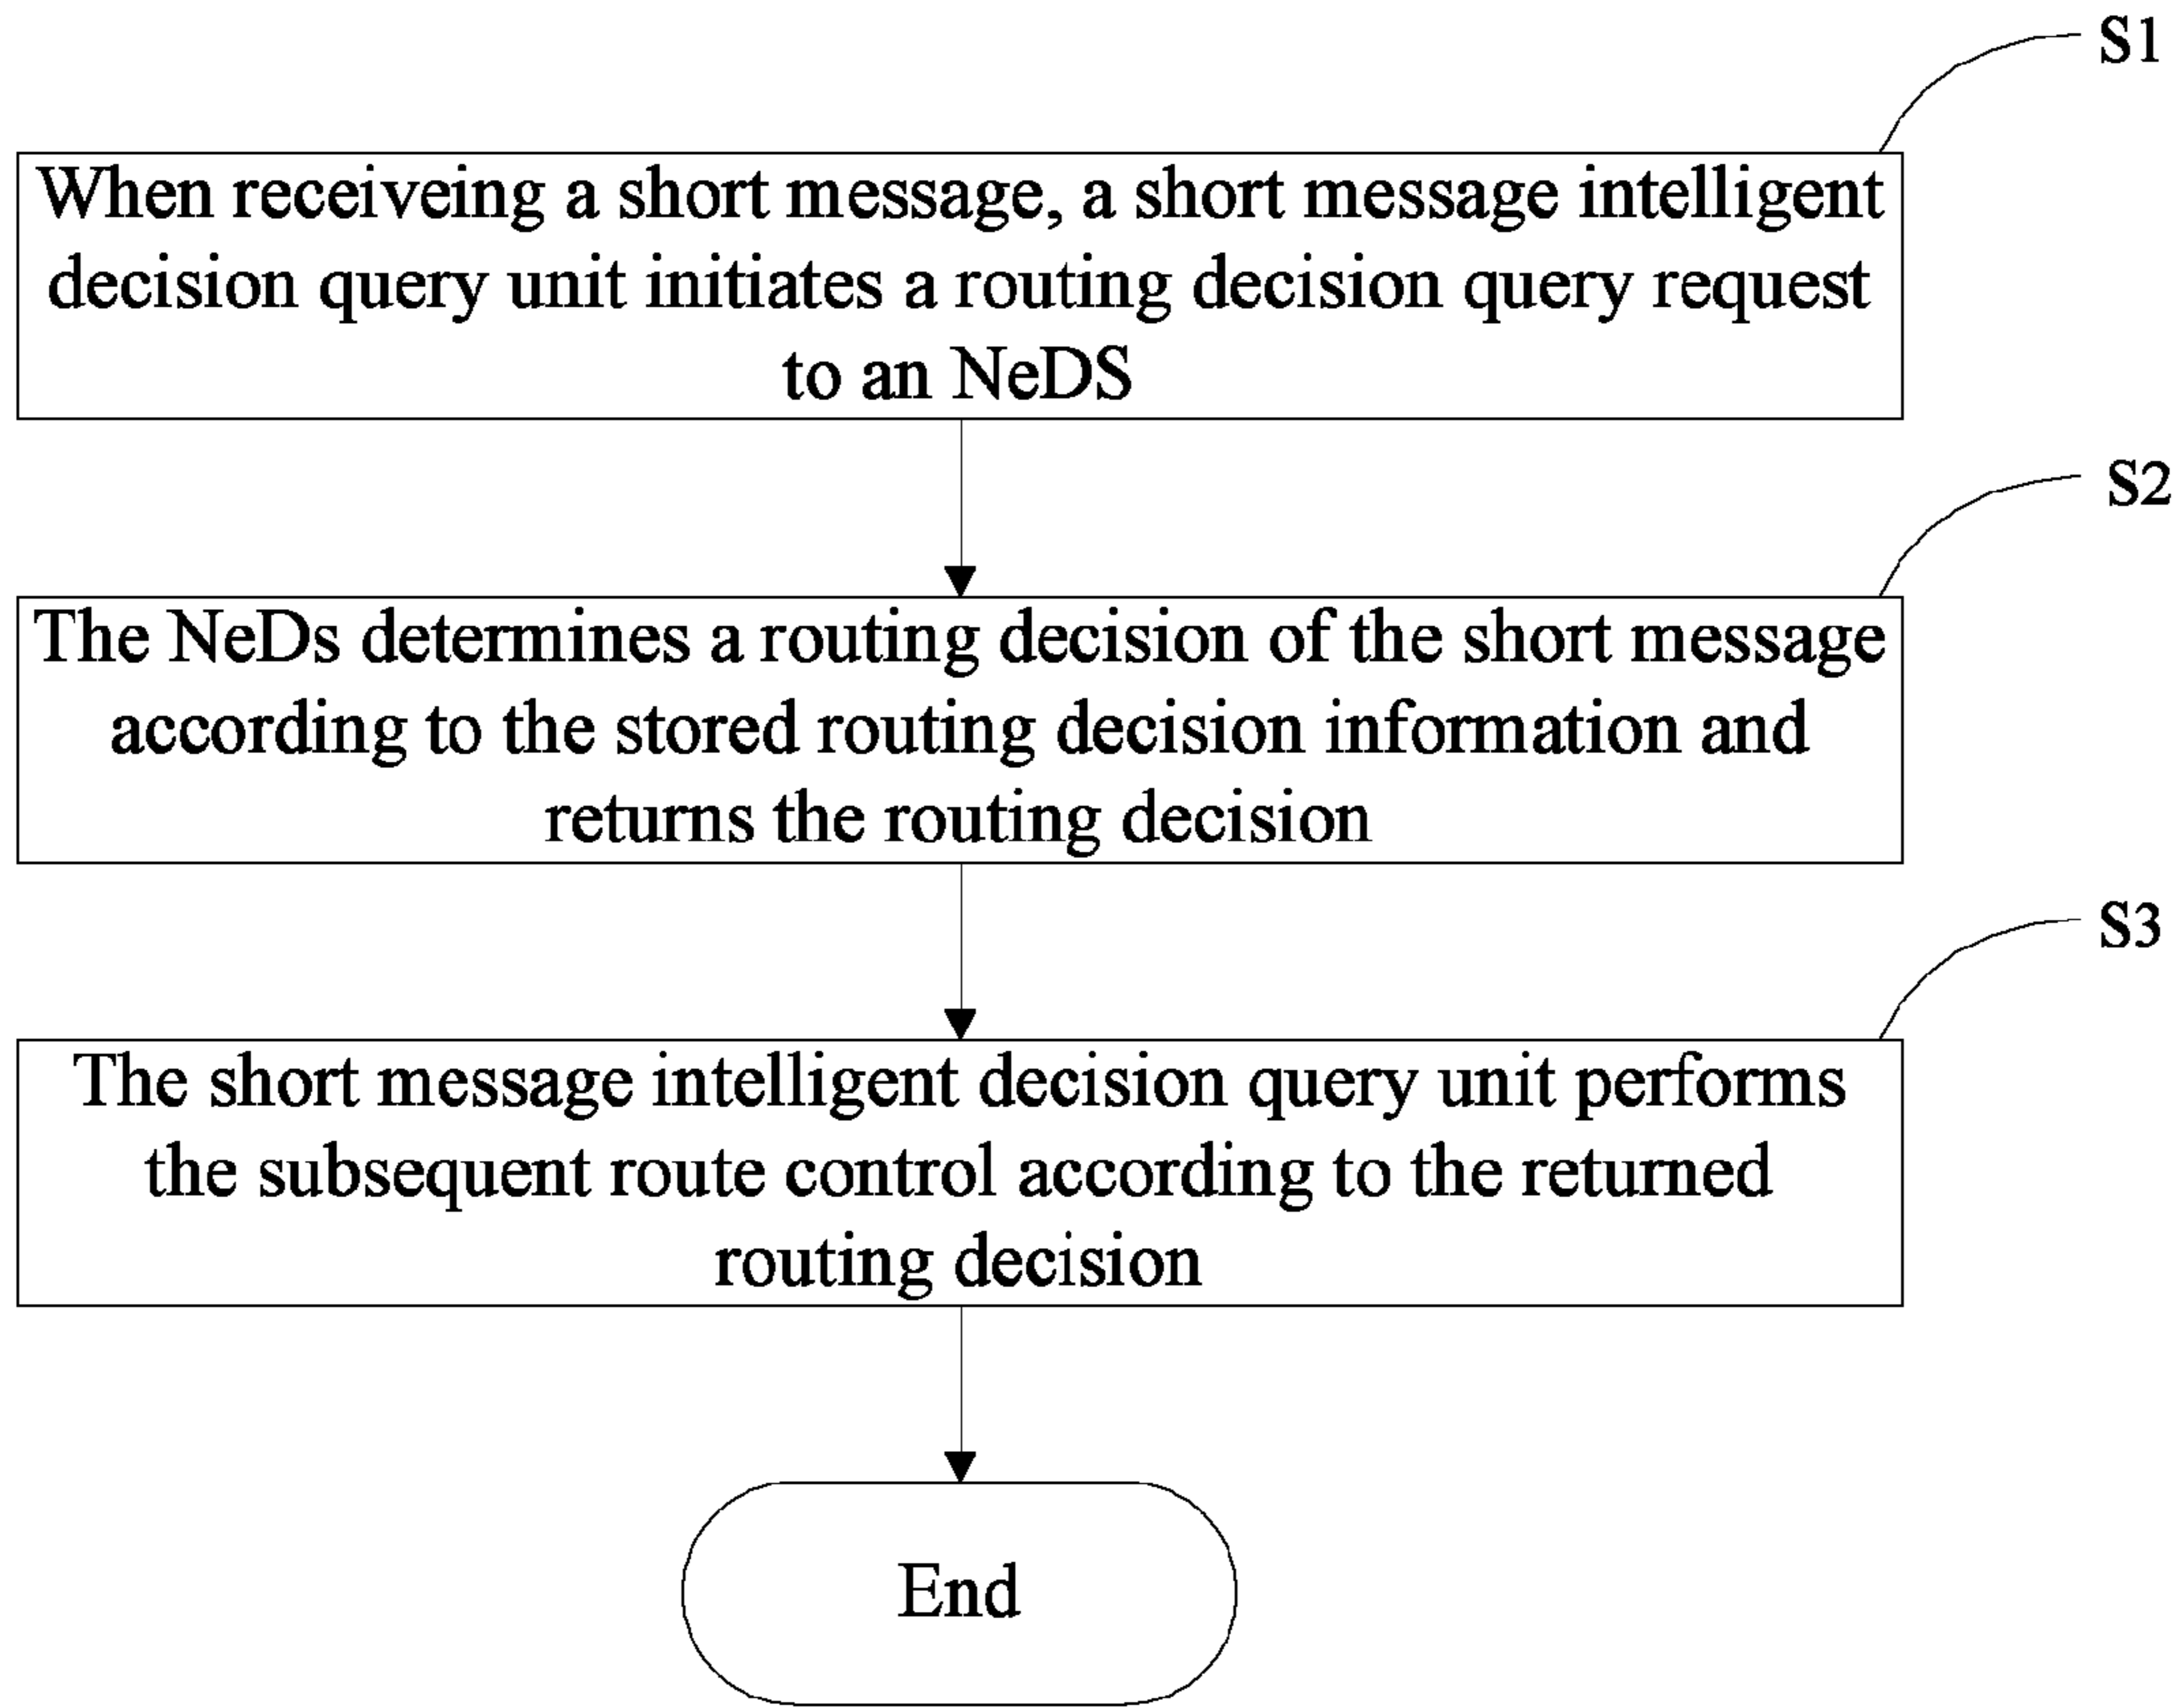 S1
When receiveing a short message, a short message intelligent
decision query unit initiates a routing decision query request
to an NeDS
S2
The NeDs determines a routing decision of the short message
according to the stored routing decision information and
returns the routing decision
S3
The short message intelligent decision query unit performs
the subsequent route control according to the returned
routing decision
End